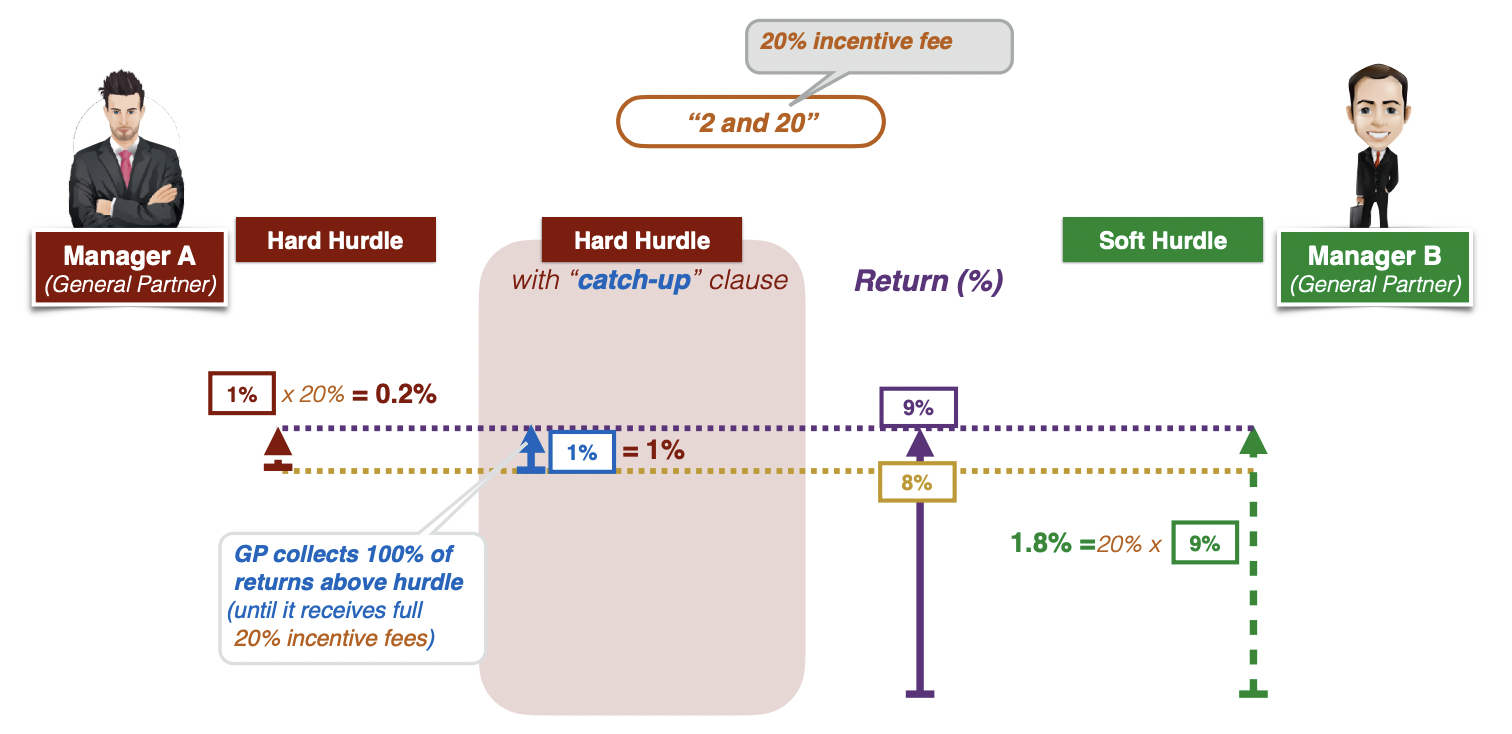 20% incentive fee
“2 and 20”
Manager A
(General Partner)
Hard Hurdle
Hard Hurdle
with “catch-up” clause
Return (%)
Soft Hurdle
Manager B
(General Partner)
1% x 20% = 0.2%
9%
1% = 1%
8%
1.8% =20% x 9%
GP collects 100% of
returns above hurdle
(until it receives full
20% incentive fees)